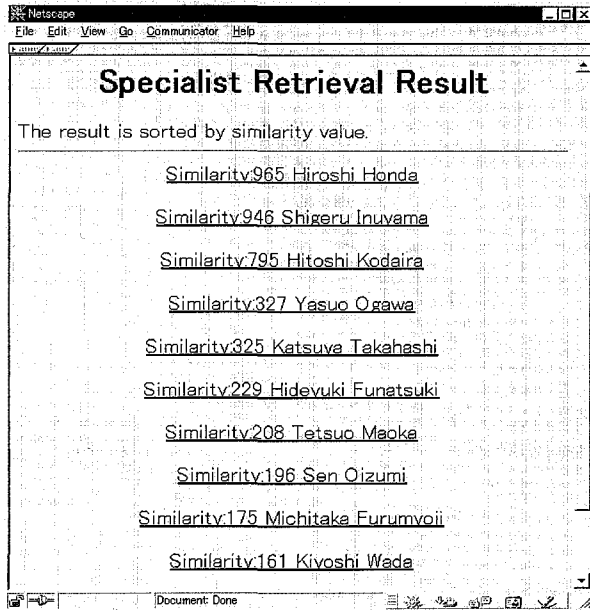 Netscape
File Edit View Go Communicator Help
Specialist Retrieval Result
The result is sorted by similarity value.
Similarity:965 Hiroshi Honda
Similarity:946 Shigeru Inuyama
Similarity:795 Hitoshi Kodaira
Similarity:327 Yasuo Ogawa
Similarity:325 Katsuya Takahashi
Similarity:229 Hideyuki Funatsuki
Similarity:208 Tetsuo Maoka
Similarity:196 Sen Oizumi
Similarity:175 Michitaka Furumyoji
Similarity:161 Kiyoshi Wada
Document: Done